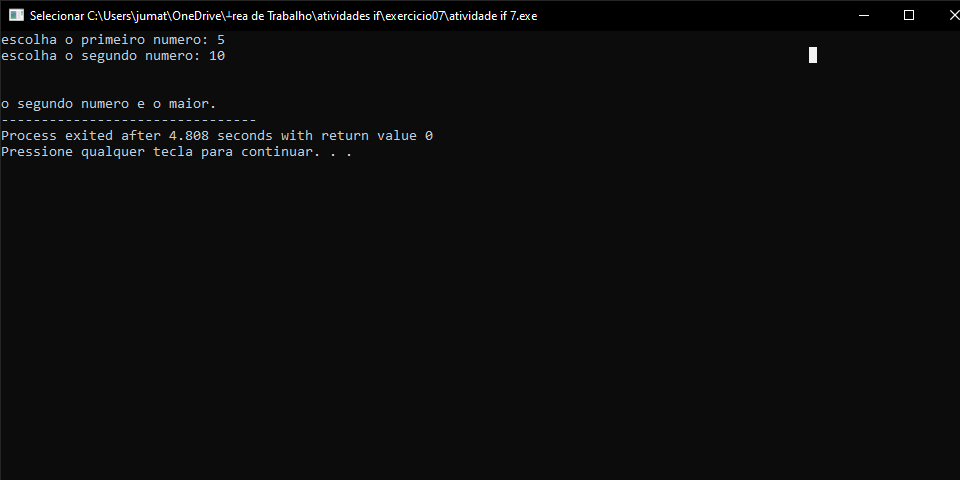 Selecionar C:\Users\jumat\OneDrive\┴rea de Trabalho\atividades if\exercicio07\atividade if 7.exe
escolha o primeiro numero: 5
escolha o segundo numero: 10
o segundo numero e o maior.
--------------------------------
Process exited after 4.808 seconds with return value 0
Pressione qualquer tecla para continuar. . .